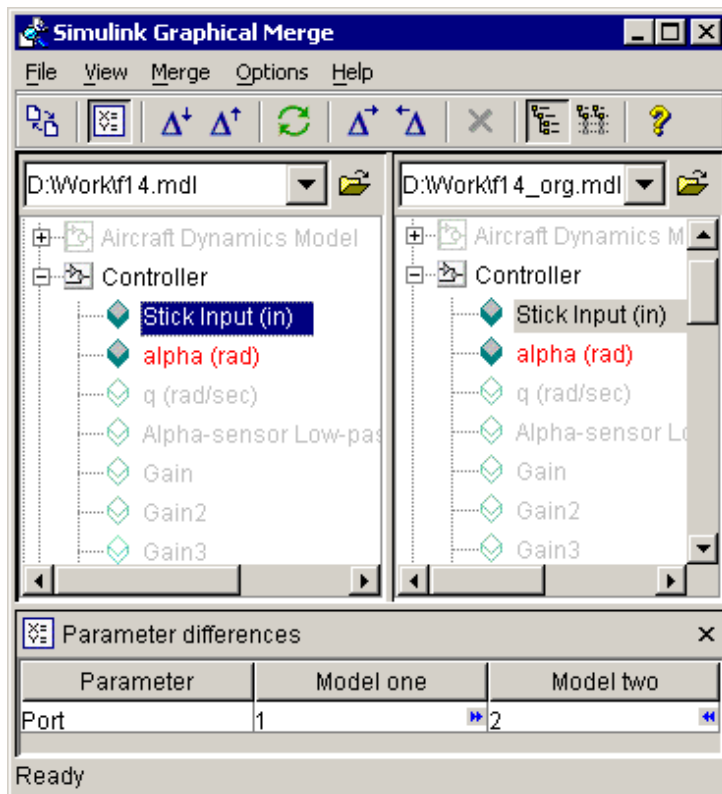 Simulink Graphical Merge
File View Merge Options Help
D:\Work\f14.mdl
D:\Work\f14_org.mdl
Aircraft Dynamics Model
Controller
Stick Input (in)
alpha (rad)
q (rad/sec)
Alpha-sensor Low-pas
Gain
Gain2
Gain3
Aircraft Dynamics M
Controller
Stick Input (in)
alpha (rad)
q (rad/sec)
Alpha-sensor Lo
Gain
Gain2
Gain3
Parameter differences
Parameter Model one Model two
Port 1 2
Ready